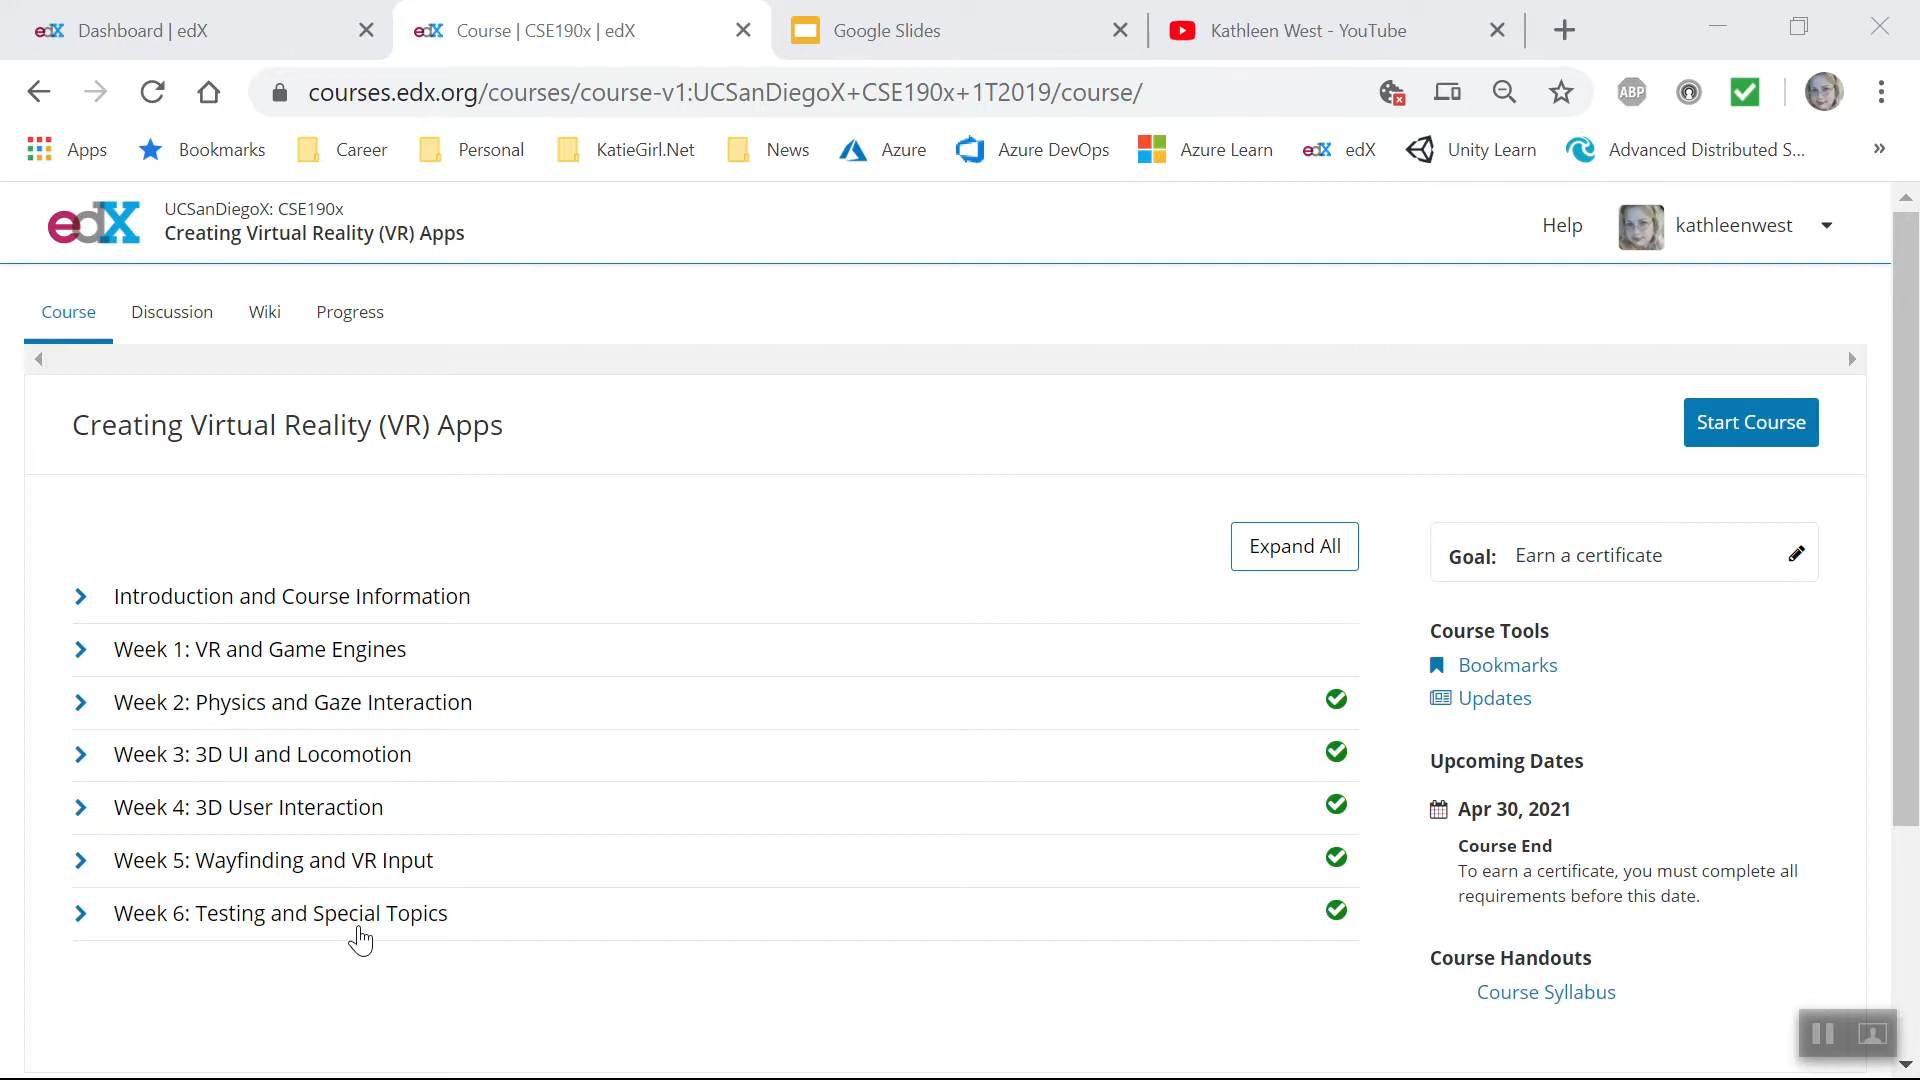 edX Dashboard | edX
edX Course | CSE190x | edX
Google Slides
Kathleen West - YouTube
courses.edx.org/courses/course-v1:UCSanDiegoX+CSE190x+1T2019/course/
ABP
Apps
Bookmarks
Career
Personal
KatieGirl.Net
News
Azure
Azure DevOps
Azure Learn
edX edX
Unity Learn
Advanced Distributed S...
»
edX
UCSanDiegoX: CSE190x
Creating Virtual Reality (VR) Apps
Help
kathleenwest
Course
Discussion
Wiki
Progress
Creating Virtual Reality (VR) Apps
Start Course
Expand All
Introduction and Course Information
Week 1: VR and Game Engines
Week 2: Physics and Gaze Interaction
Week 3: 3D UI and Locomotion
Week 4: 3D User Interaction
Week 5: Wayfinding and VR Input
Week 6: Testing and Special Topics
Goal: Earn a certificate
Course Tools
Bookmarks
Updates
Upcoming Dates
Apr 30, 2021
Course End
To earn a certificate, you must complete all
requirements before this date.
Course Handouts
Course Syllabus